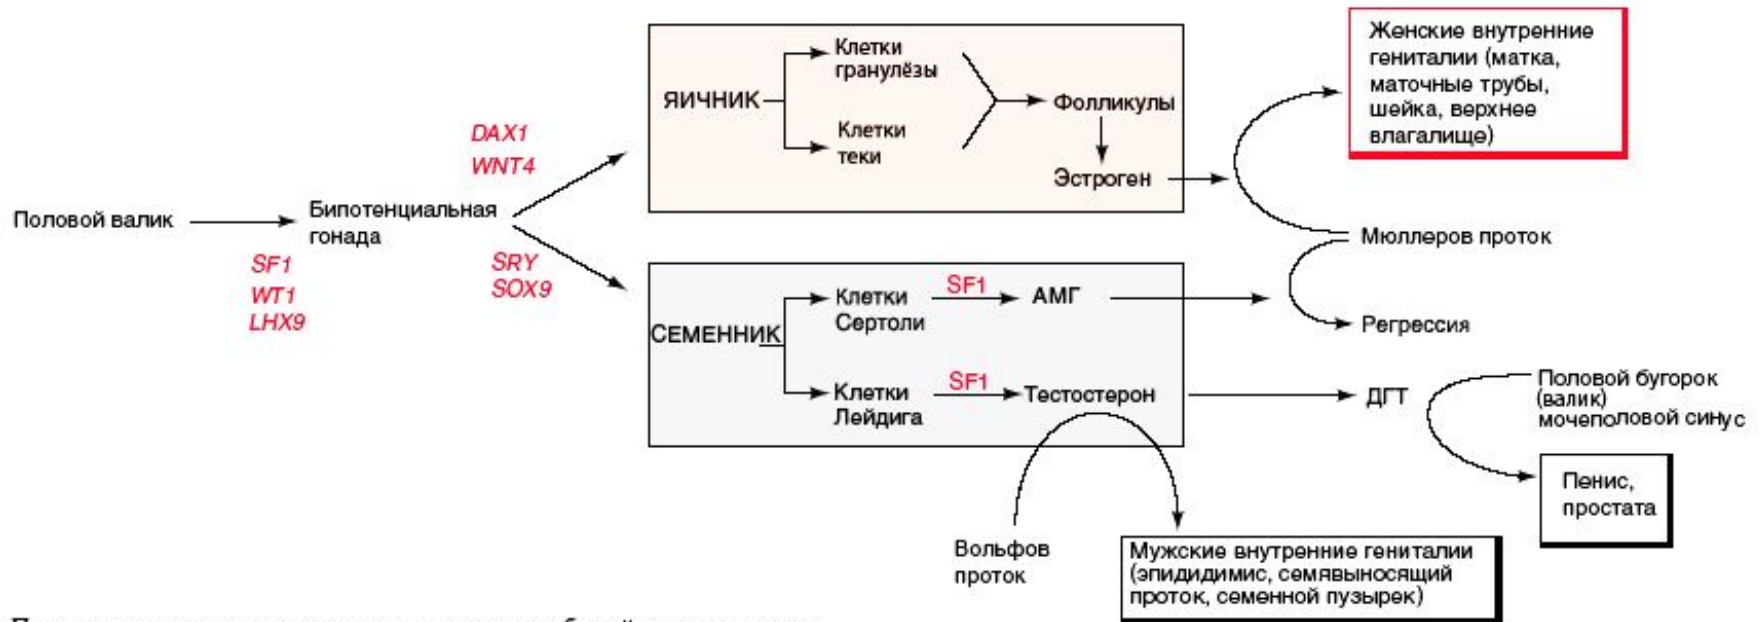 Половой валик
SF1
WT1
LHX9
Бипотенциальная
гонада
DAX1
WNT4
SRY
SOX9
ЯИЧНИК
Клетки
гранулёзы
Клетки
теки
Фолликулы
Эстроген
Женские внутренние
гениталии (матка,
маточные трубы,
шейка, верхнее
влагалище)
Мюллеров проток
Регрессия
СЕМЕННИК
Клетки
Сертоли
SF1
АМГ
Клетки
Лейдига
SF1
Тестостерон
ДГТ
Половой бугорок
(валик)
мочеполовой синус
Пенис,
простата
Вольфов
проток
Мужские внутренние гениталии
(эпидидимис, семявыносящий
проток, семенной пузырек)